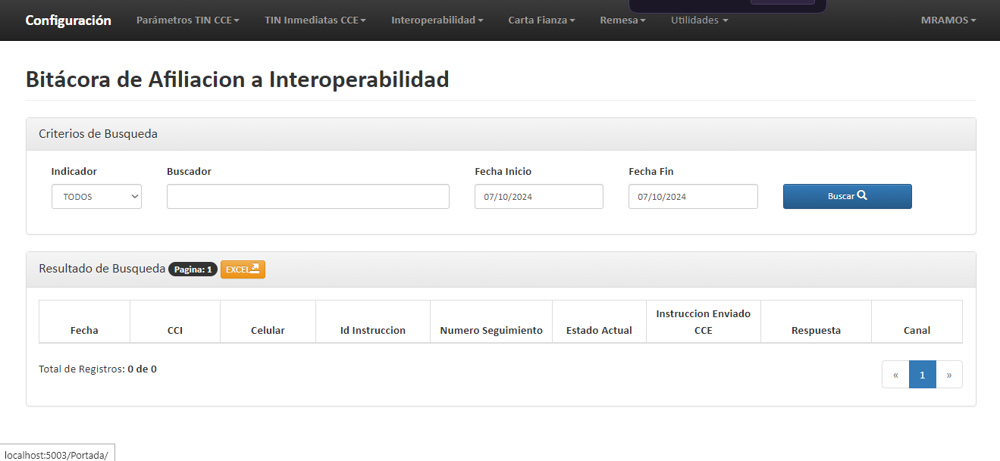 Configuración Parámetros TIN CCE TIN Inmediatas CCE Interoperabilidad Carta Fianza Remesa Utilidades MRAMOS
Bitácora de Afiliacion a Interoperabilidad
Criterios de Busqueda
Indicador Buscador Fecha Inicio Fecha Fin
TODOS 07/10/2024 07/10/2024 Buscar
Resultado de Busqueda Pagina: 1 EXCEL
Fecha CCI Celular Id Instruccion Numero Seguimiento Estado Actual Instruccion Enviado CCE Respuesta Canal
Total de Registros: 0 de 0 « 1 »
localhost:5003/Portada/